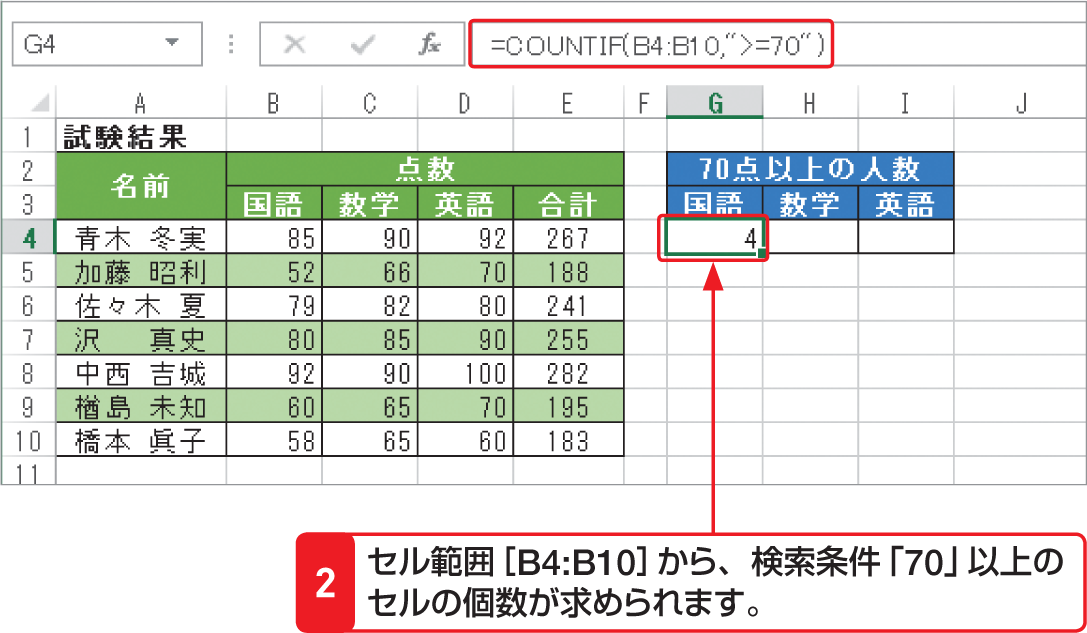 G4 fx =COUNTIF(B4:B10,“>=70“)
A B C D E F G H I J
1 試験結果
2 名前 点数 70点以上の人数
3 国語 数学 英語 合計 国語 数学 英語
4 青木 冬実 85 90 92 267 4
5 加藤 昭利 52 66 70 188
6 佐々木 夏 79 82 80 241
7 沢 真史 80 85 90 255
8 中西 吉城 92 90 100 282
9 楢島 未知 60 65 70 195
10 橋本 眞子 58 65 60 183
11
2 セル範囲[B4:B10]から、検索条件「70」以上の
セルの個数が求められます。